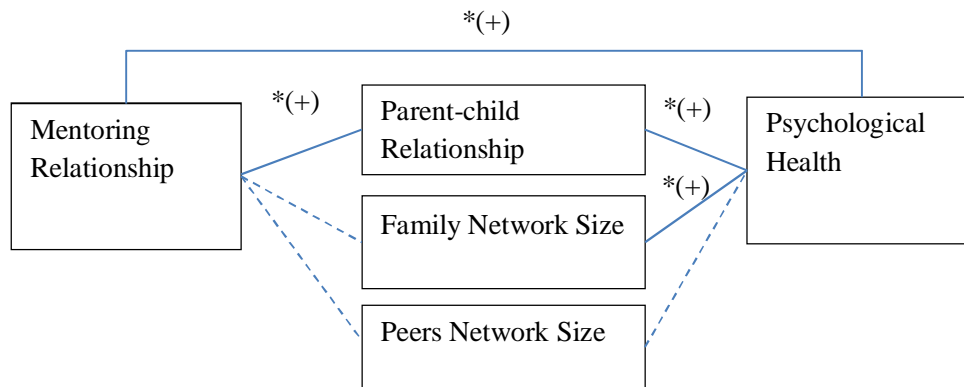 *(+)
*(+)
Parent-child
Relationship
*(+)
Mentoring
Relationship
Psychological
Health
*(+)
Family Network Size
Peers Network Size